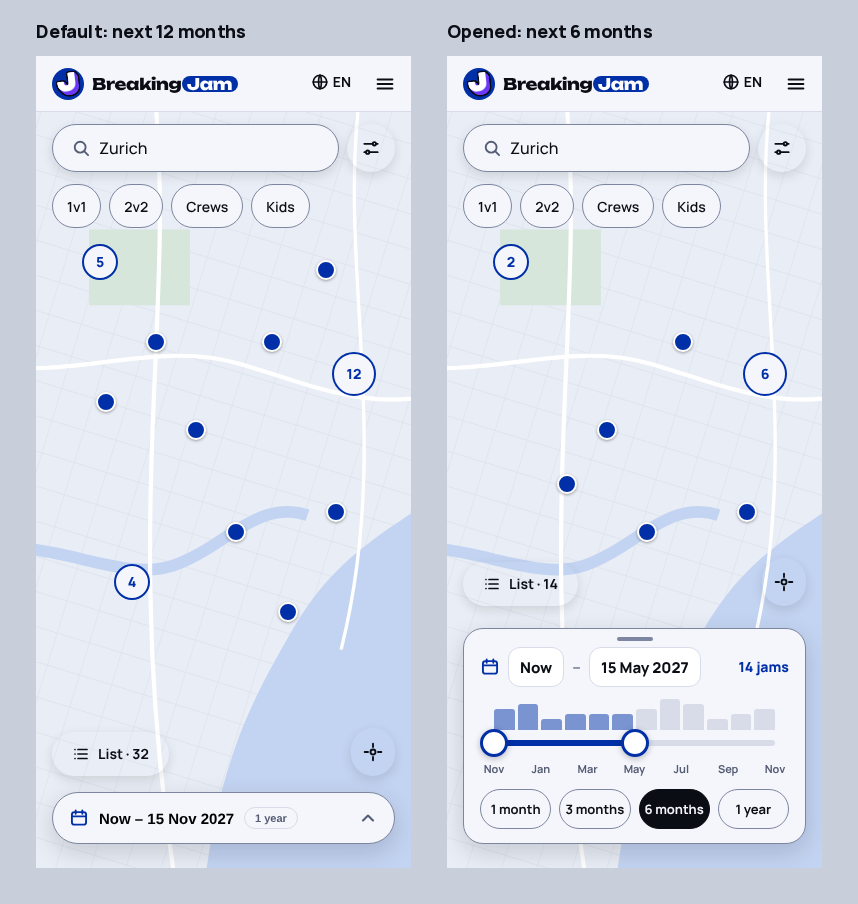 Default: next 12 months
BreakingJam
EN
Zurich
1v1
2v2
Crews
Kids
5
12
4
List · 32
Now – 15 Nov 2027
1 year
Opened: next 6 months
BreakingJam
EN
Zurich
1v1
2v2
Crews
Kids
2
6
List · 14
Now – 15 May 2027
14 jams
Nov Jan Mar May Jul Sep Nov
1 month
3 months
6 months
1 year